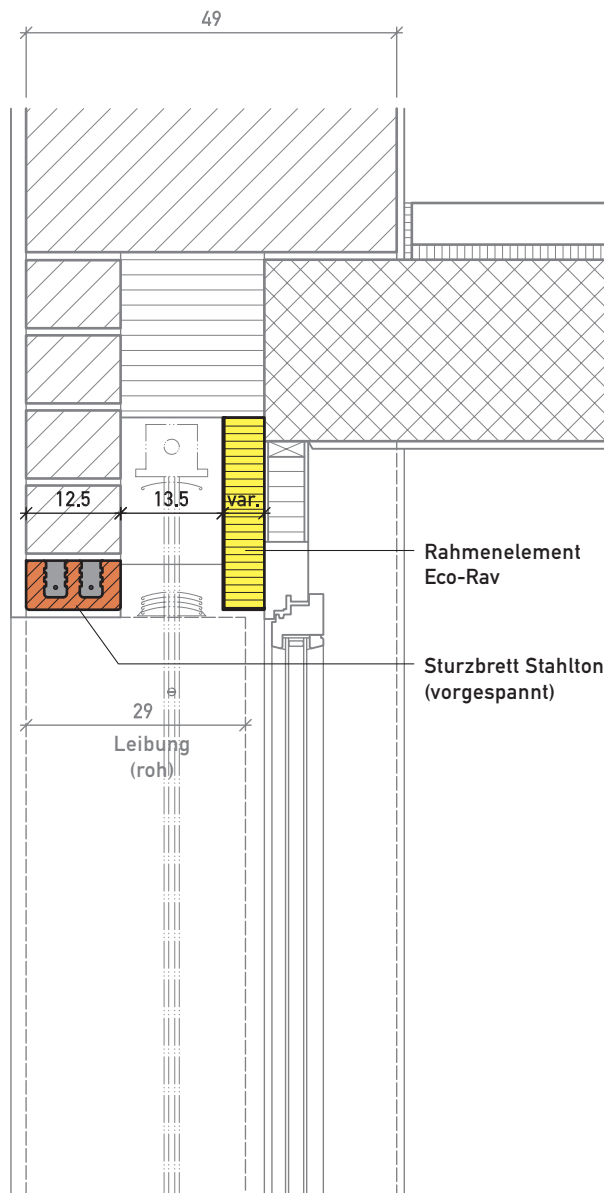 49
12.5
13.5
var.
Rahmenelement
Eco-Rav
Sturzbrett Stahlton
(vorgespannt)
29
Leibung
(roh)